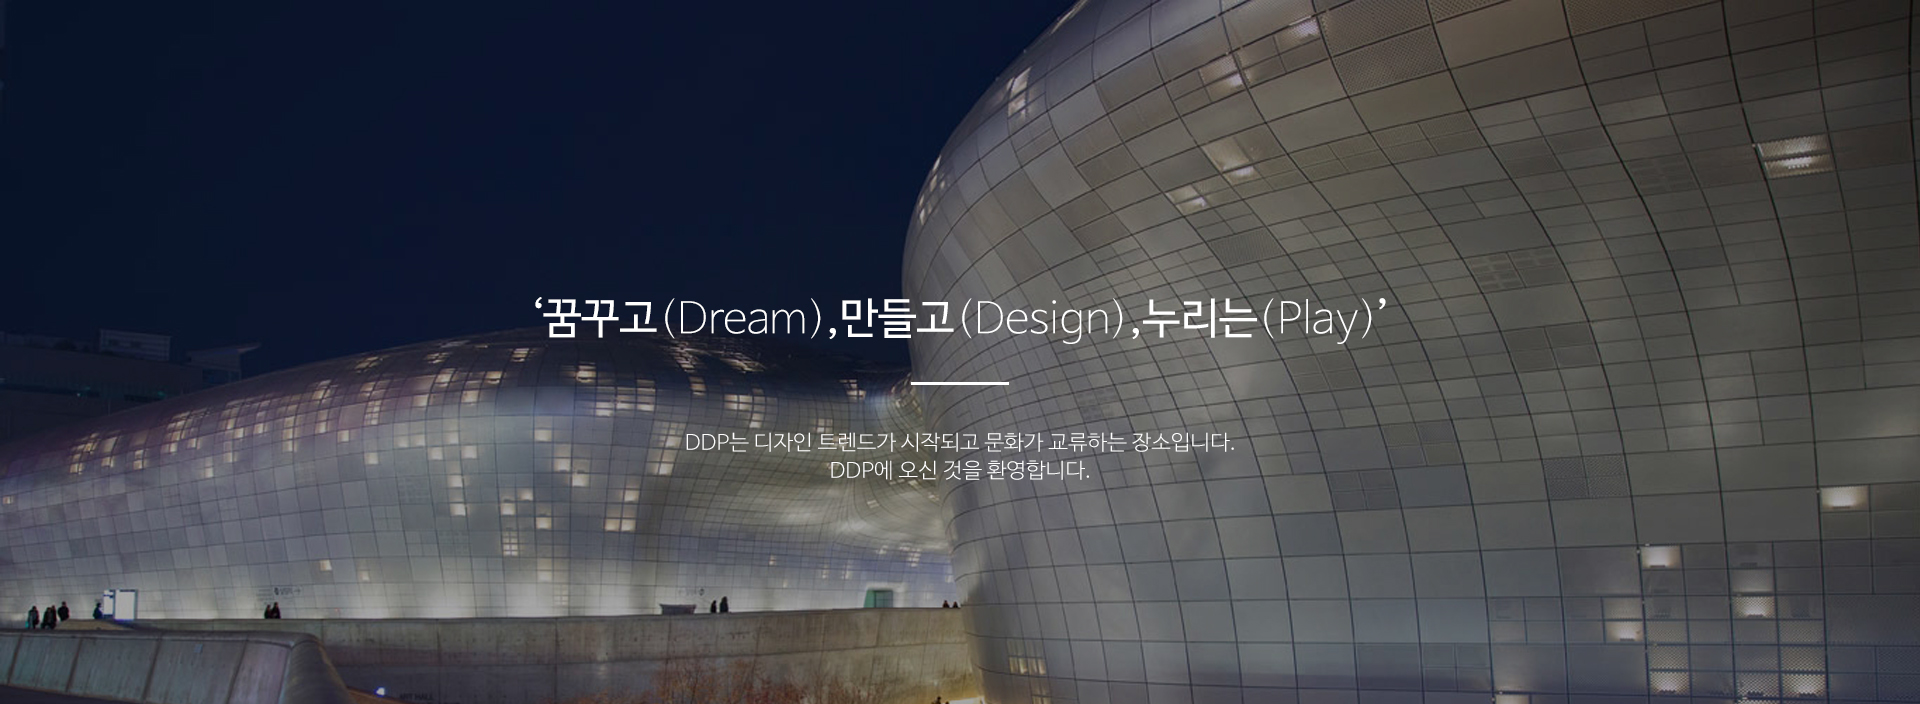 ‘꿈꾸고(Dream),만들고(Design),누리는(Play)’
DDP는 디자인 트렌드가 시작되고 문화가 교류하는 장소입니다.
DDP에 오신 것을 환영합니다.